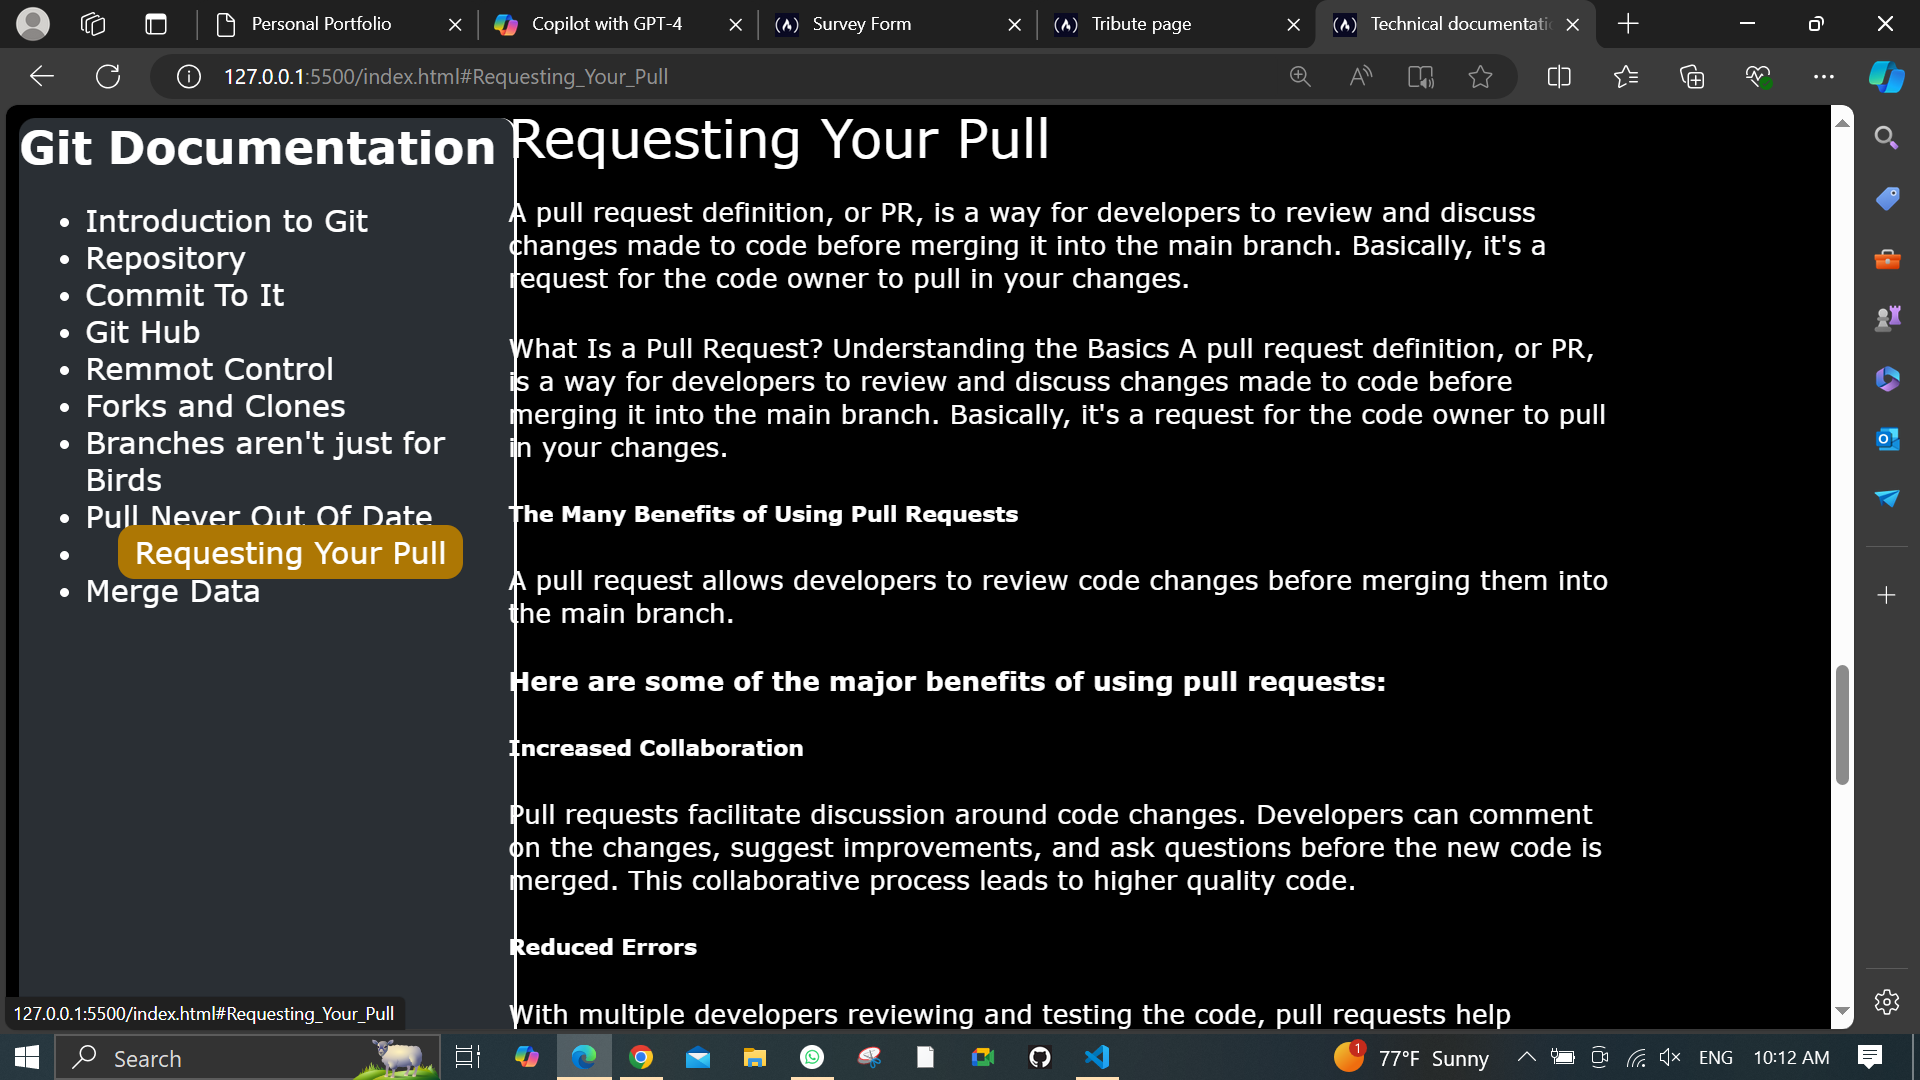 Personal Portfolio
Copilot with GPT-4
Survey Form
Tribute page
Technical documentati
127.0.0.1:5500/index.html#Requesting_Your_Pull
Git Documentation
Introduction to Git
Repository
Commit To It
Git Hub
Remmot Control
Forks and Clones
Branches aren't just for
Birds
Pull Never Out Of Date
Requesting Your Pull
Merge Data
Requesting Your Pull
A pull request definition, or PR, is a way for developers to review and discuss
changes made to code before merging it into the main branch. Basically, it's a
request for the code owner to pull in your changes.
What Is a Pull Request? Understanding the Basics A pull request definition, or PR,
is a way for developers to review and discuss changes made to code before
merging it into the main branch. Basically, it's a request for the code owner to pull
in your changes.
The Many Benefits of Using Pull Requests
A pull request allows developers to review code changes before merging them into
the main branch.
Here are some of the major benefits of using pull requests:
Increased Collaboration
Pull requests facilitate discussion around code changes. Developers can comment
on the changes, suggest improvements, and ask questions before the new code is
merged. This collaborative process leads to higher quality code.
Reduced Errors
With multiple developers reviewing and testing the code, pull requests help
127.0.0.1:5500/index.html#Requesting_Your_Pull
Search
1
77°F Sunny
ENG
10:12 AM